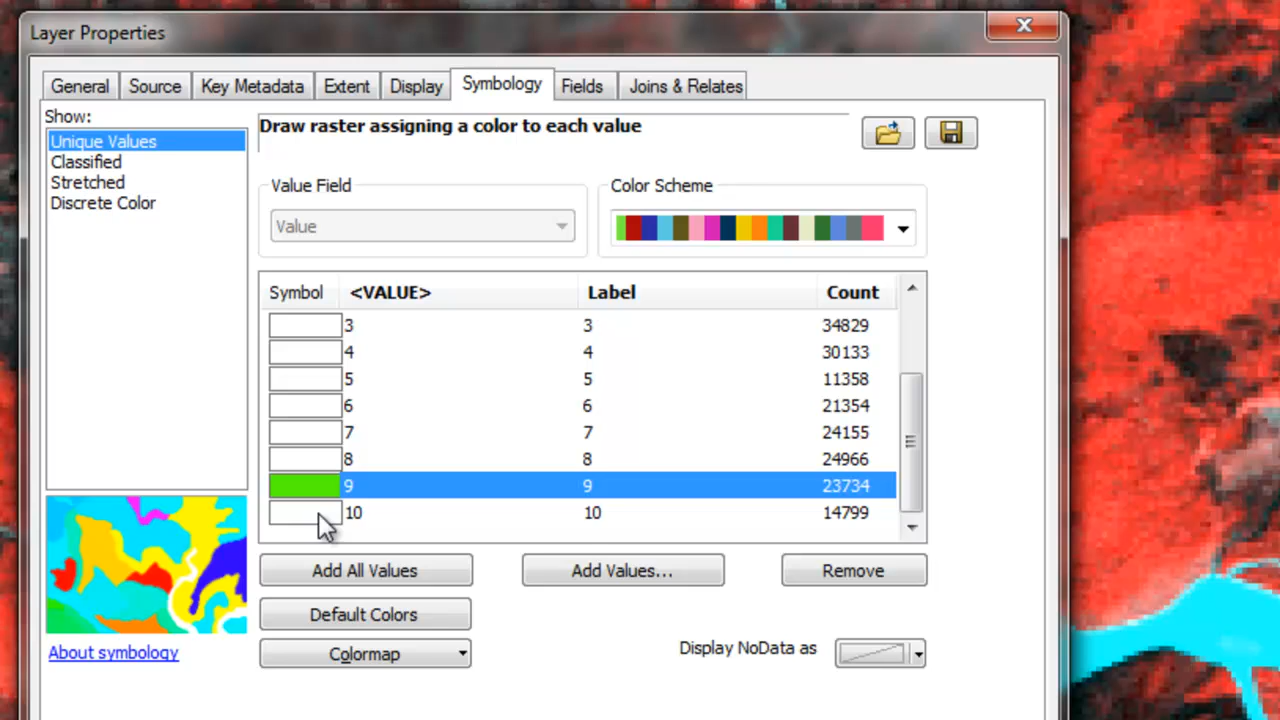 Layer Properties
General Source Key Metadata Extent Display Symbology Fields Joins & Relates
Show:
Unique Values
Classified
Stretched
Discrete Color
Draw raster assigning a color to each value
Value Field
Value
Color Scheme
Symbol <VALUE> Label Count
3 3 34829
4 4 30133
5 5 11358
6 6 21354
7 7 24155
8 8 24966
9 9 23734
10 10 14799
Add All Values Add Values... Remove
Default Colors
Colormap
Display NoData as
About symbology